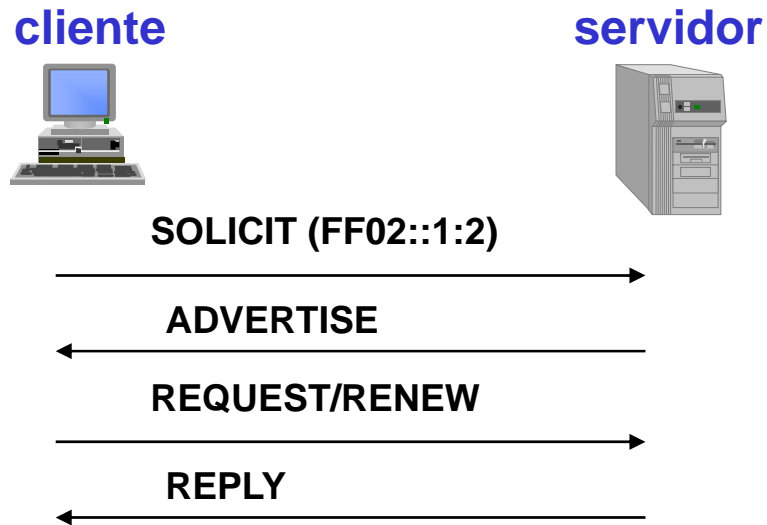 cliente
servidor
SOLICIT (FF02::1:2)
ADVERTISE
REQUEST/RENEW
REPLY